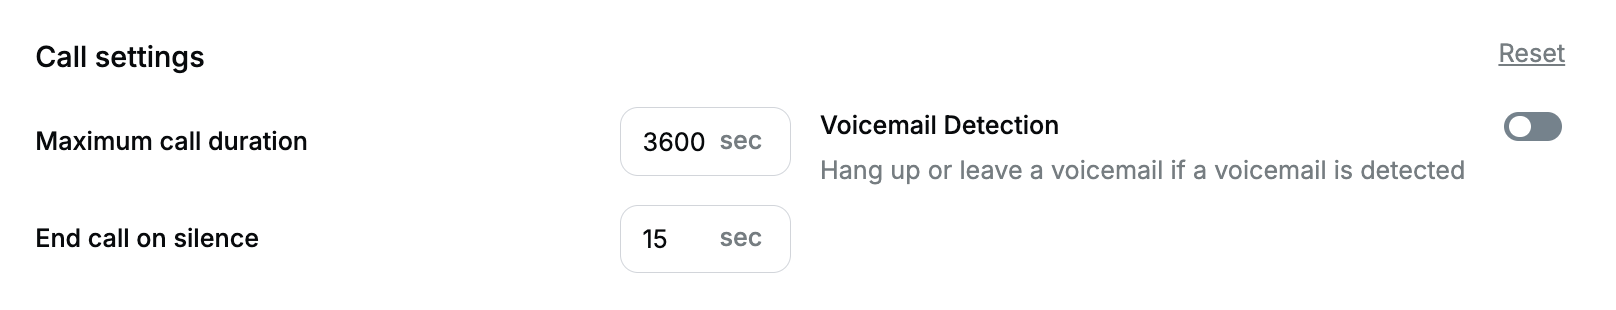 Call settings
Reset
Maximum call duration
3600 sec
Voicemail Detection
Hang up or leave a voicemail if a voicemail is detected
End call on silence
15 sec